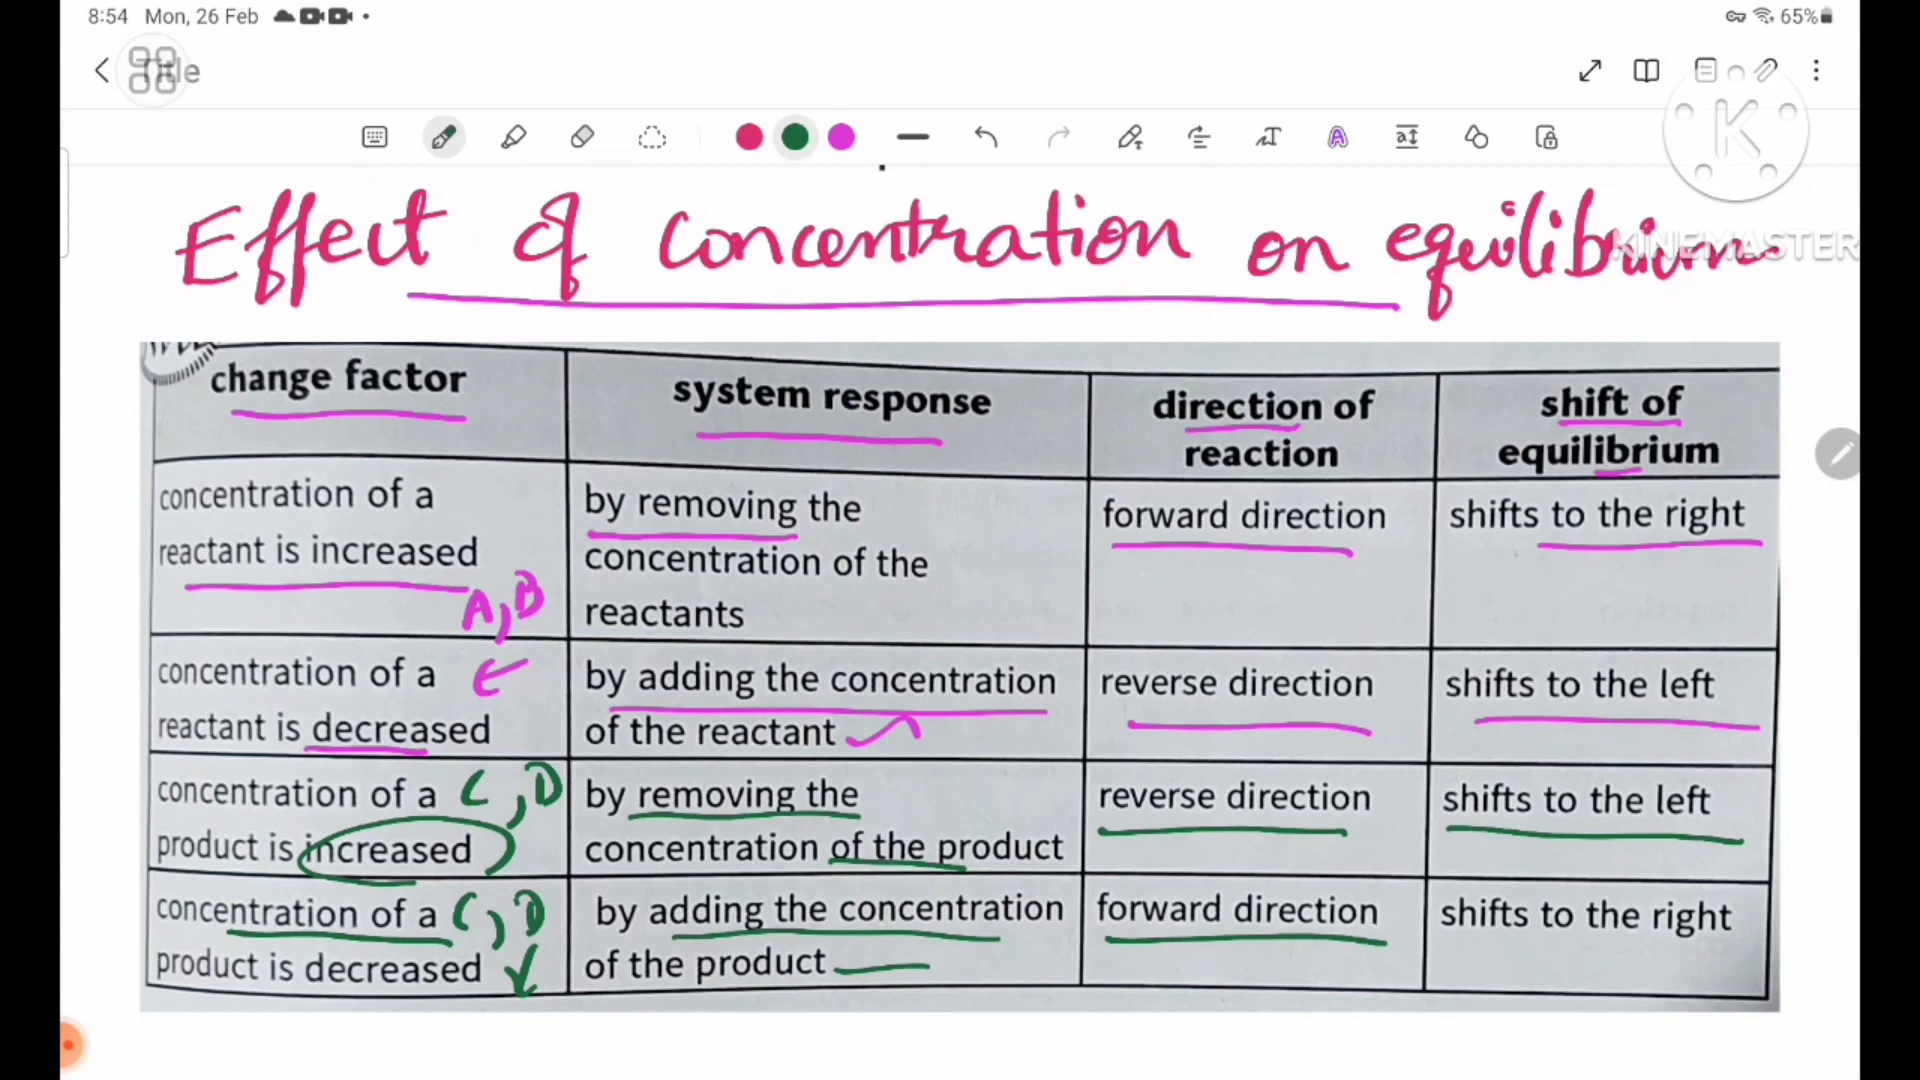 8:54 Mon, 26 Feb
65%
Title
K
KINEMASTER
Effect of concentration on equilibrium
change factor
system response
direction of
reaction
shift of
equilibrium
concentration of a
reactant is increased
A, B
by removing the
concentration of the
reactants
forward direction
shifts to the right
concentration of a
reactant is decreased
by adding the concentration
of the reactant
reverse direction
shifts to the left
concentration of a C, D
product is increased
by removing the
concentration of the product
reverse direction
shifts to the left
concentration of a C, D
product is decreased
by adding the concentration
of the product
forward direction
shifts to the right